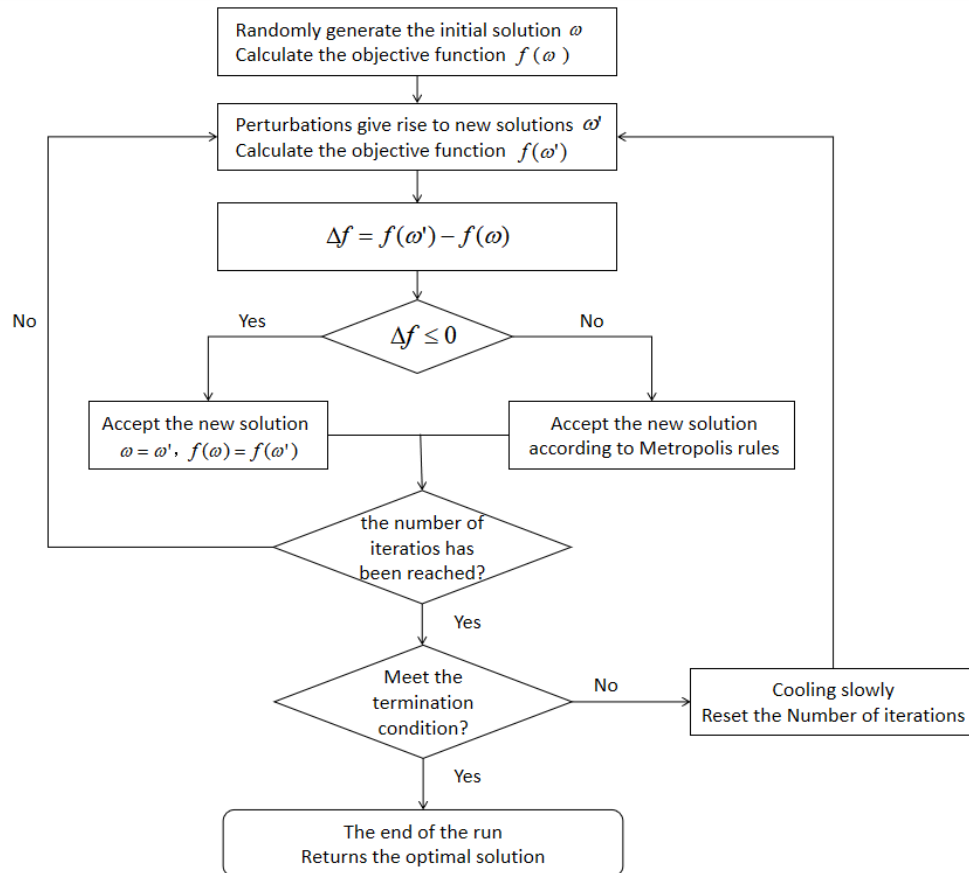 Randomly generate the initial solution ω
Calculate the objective function f(ω)
Perturbations give rise to new solutions ω'
Calculate the objective function f(ω')
Δf = f(ω') − f(ω)
No
Yes
Δf ≤ 0
No
Accept the new solution
ω = ω', f(ω) = f(ω')
Accept the new solution
according to Metropolis rules
the number of
iteratios has
been reached?
Yes
Meet the
termination
condition?
No
Cooling slowly
Reset the Number of iterations
Yes
The end of the run
Returns the optimal solution